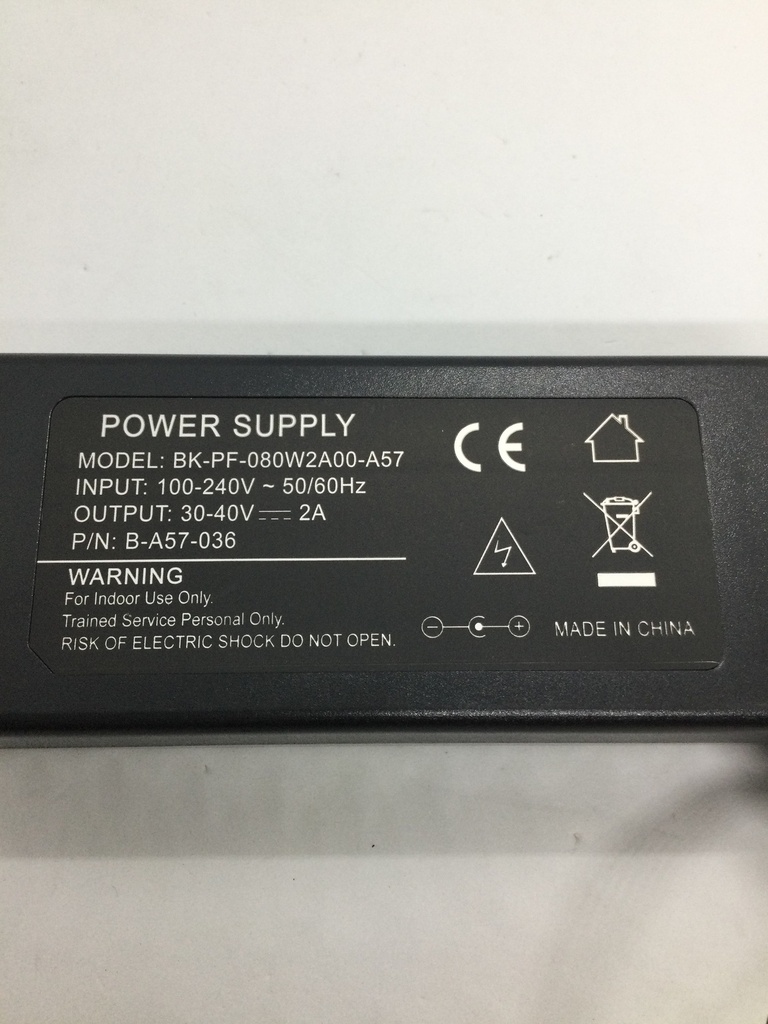 POWER SUPPLY
MODEL: BK-PF-080W2A00-A57
INPUT: 100-240V ~ 50/60Hz
OUTPUT: 30-40V ⎓ 2A
P/N: B-A57-036
WARNING
For Indoor Use Only.
Trained Service Personal Only.
RISK OF ELECTRIC SHOCK DO NOT OPEN.
CE
MADE IN CHINA